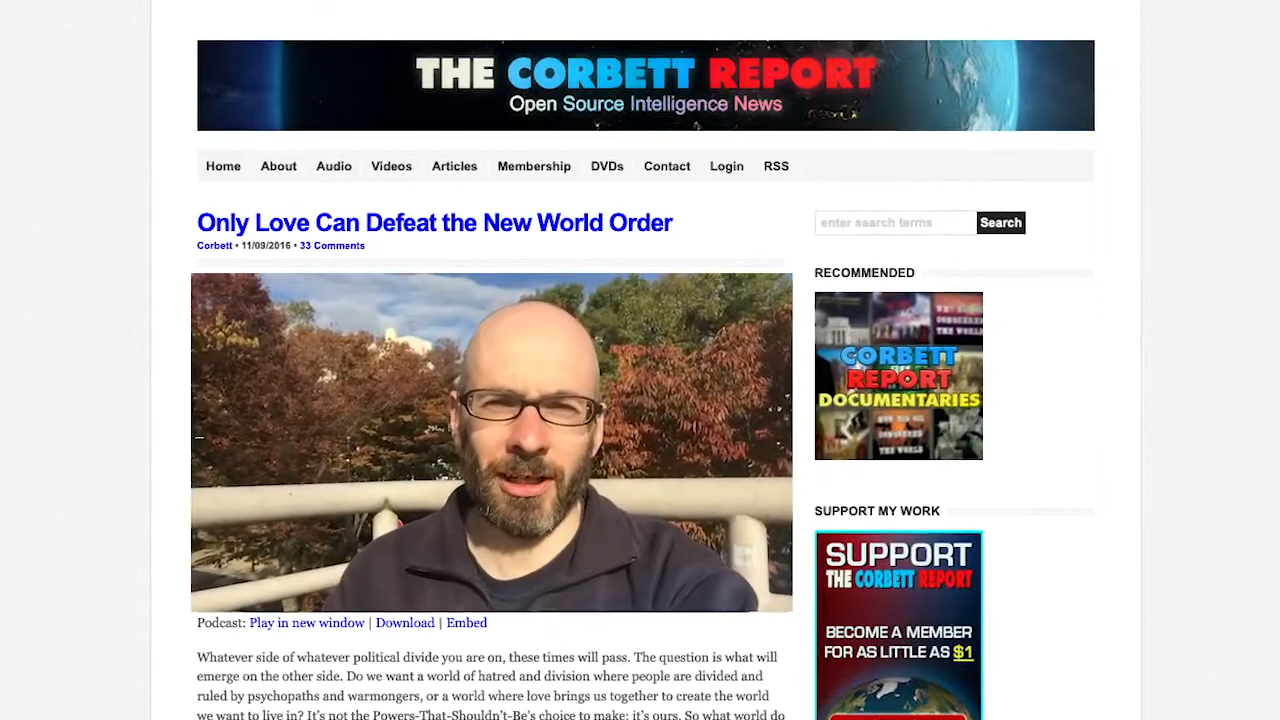 THE CORBETT REPORT
Open Source Intelligence News
Home About Audio Videos Articles Membership DVDs Contact Login RSS
Only Love Can Defeat the New World Order
Corbett • 11/09/2016 • 33 Comments
Podcast: Play in new window | Download | Embed
Whatever side of whatever political divide you are on, these times will pass. The question is what will
emerge on the other side. Do we want a world of hatred and division where people are divided and
ruled by psychopaths and warmongers, or a world where love brings us together to create the world
we want to live in? It's not the Powers-That-Shouldn't-Be's choice to make: it's ours. So what world do
enter search terms Search
RECOMMENDED
CORBETT
REPORT
DOCUMENTARIES
SUPPORT MY WORK
SUPPORT
THE CORBETT REPORT
BECOME A MEMBER
FOR AS LITTLE AS $1